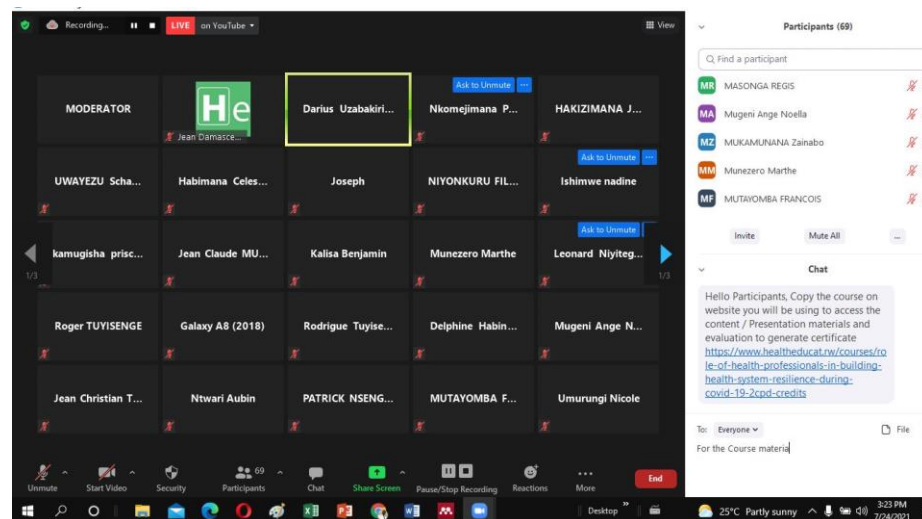 Recording...
LIVE on YouTube
View
MODERATOR
He
Jean Damasce...
Darius Uzabakiri...
Ask to Unmute ...
Nkomejimana P...
HAKIZIMANA J...
UWAYEZU Scha...
Habimana Celes...
Joseph
NIYONKURU FIL...
Ask to Unmute ...
Ishimwe nadine
kamugisha prisc...
Jean Claude MU...
Kalisa Benjamin
Munezero Marthe
Ask to Unmute
Leonard Niyiteg...
1/3
1/3
Roger TUYISENGE
Galaxy A8 (2018)
Rodrigue Tuyise...
Delphine Habin...
Mugeni Ange N...
Jean Christian T...
Ntwari Aubin
PATRICK NSENG...
MUTAYOMBA F...
Umurungi Nicole
Unmute
Start Video
Security
69
Participants
Chat
Share Screen
Pause/Stop Recording
Reactions
More
End
Participants (69)
Find a participant
MR MASONGA REGIS
MA Mugeni Ange Noella
MZ MUKAMUNANA Zainabo
MM Munezero Marthe
MF MUTAYOMBA FRANCOIS
Invite
Mute All
...
Chat
Hello Participants, Copy the course on
website you will be using to access the
content / Presentation materials and
evaluation to generate certificate
https://www.healtheducat.rw/courses/ro
le-of-health-professionals-in-building-
health-system-resilience-during-
covid-19-2cpd-credits
To: Everyone
File
For the Course materia
Desktop
25°C Partly sunny
3:23 PM
7/24/2021